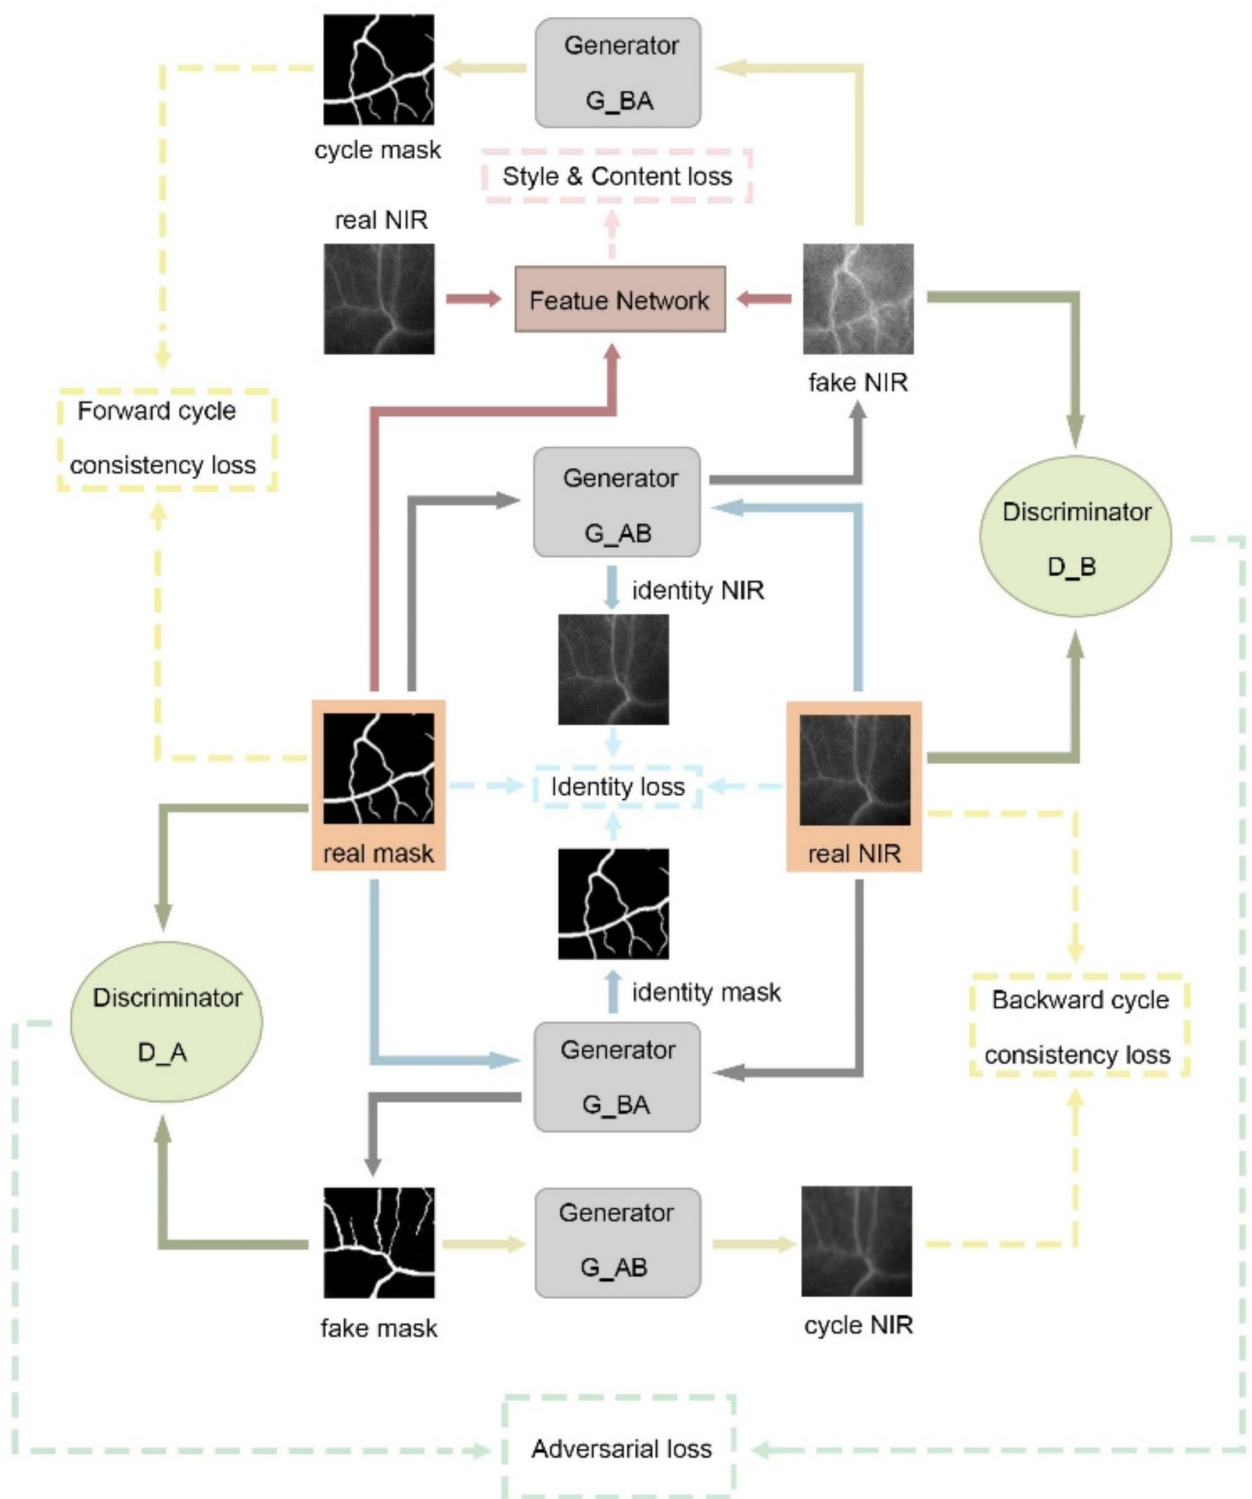 Generator
G_BA
cycle mask
Style & Content loss
real NIR
Featue Network
fake NIR
Forward cycle
consistency loss
Generator
G_AB
Discriminator
D_B
identity NIR
Identity loss
real mask
real NIR
identity mask
Discriminator
D_A
Backward cycle
consistency loss
Generator
G_BA
Generator
G_AB
fake mask
cycle NIR
Adversarial loss